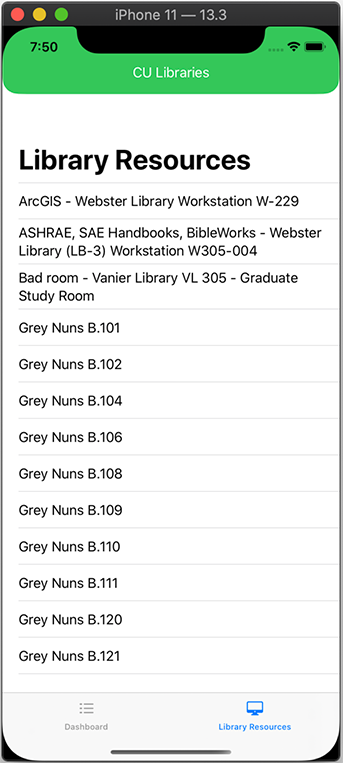 iPhone 11 — 13.3
7:50
CU Libraries
Library Resources
ArcGIS - Webster Library Workstation W-229
ASHRAE, SAE Handbooks, BibleWorks - Webster
Library (LB-3) Workstation W305-004
Bad room - Vanier Library VL 305 - Graduate
Study Room
Grey Nuns B.101
Grey Nuns B.102
Grey Nuns B.104
Grey Nuns B.106
Grey Nuns B.108
Grey Nuns B.109
Grey Nuns B.110
Grey Nuns B.111
Grey Nuns B.120
Grey Nuns B.121
Dashboard
Library Resources